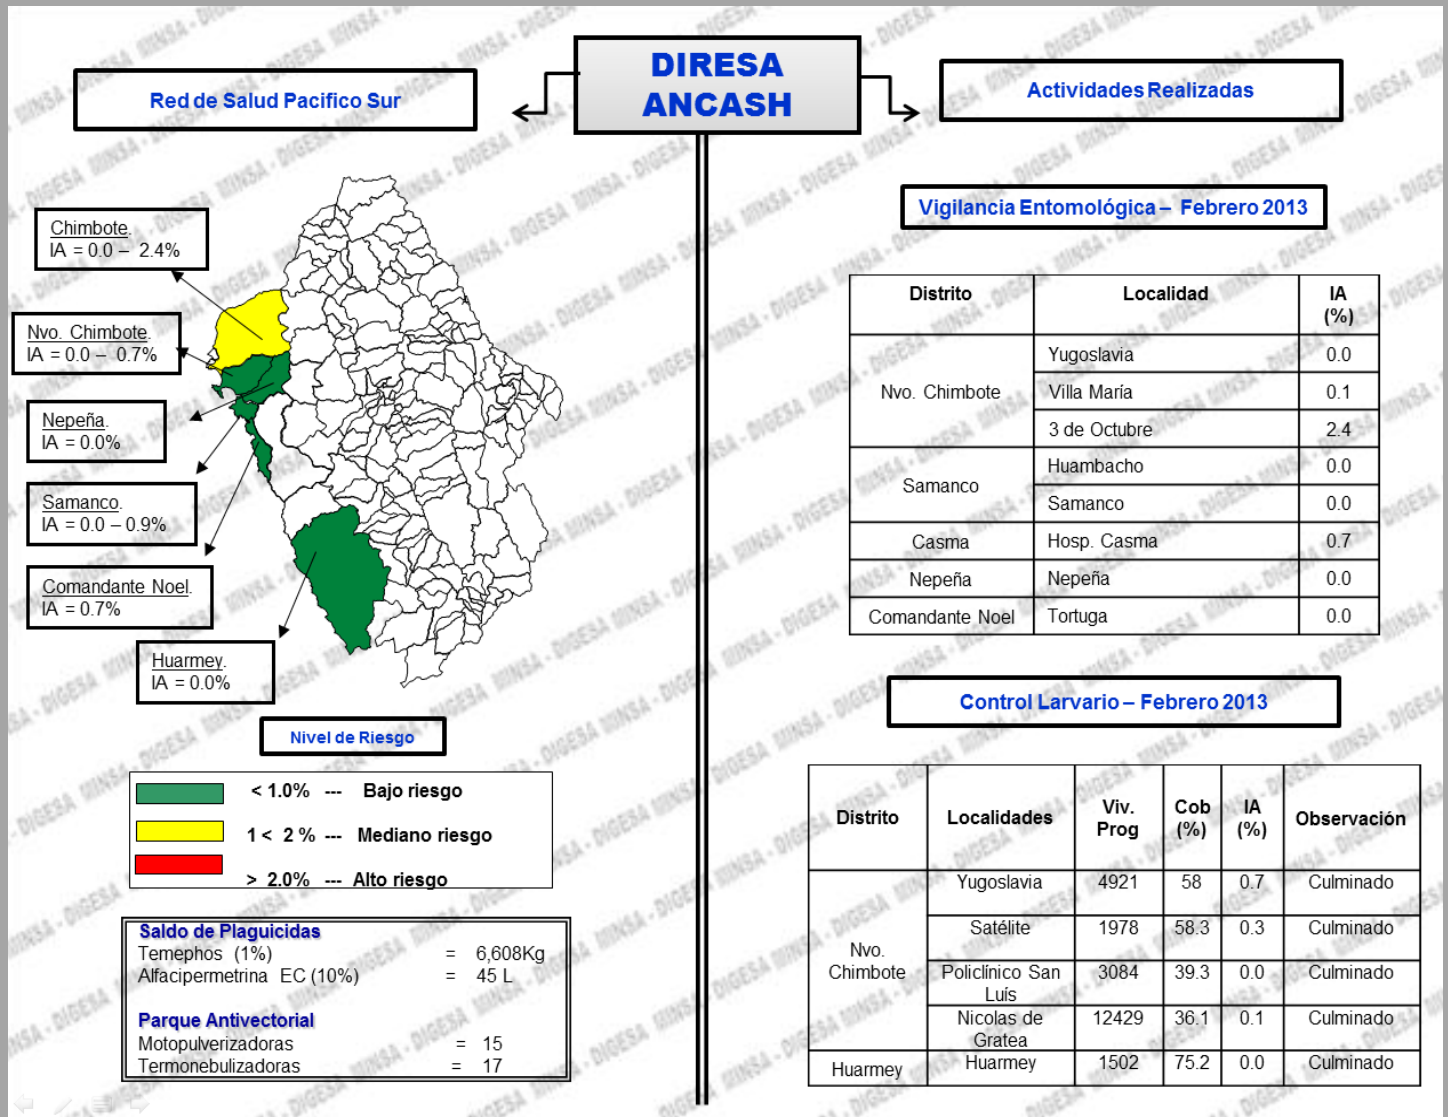 DIRESA
ANCASH
Red de Salud Pacifico Sur
Actividades Realizadas
Chimbote.
IA = 0.0 – 2.4%
Nvo. Chimbote.
IA = 0.0 – 0.7%
Nepeña.
IA = 0.0%
Samanco.
IA = 0.0 – 0.9%
Comandante Noel.
IA = 0.7%
Huarmey.
IA = 0.0%
Nivel de Riesgo
< 1.0% --- Bajo riesgo
1 < 2 % --- Mediano riesgo
> 2.0% --- Alto riesgo
Saldo de Plaguicidas
Temephos (1%) = 6,608Kg
Alfacipermetrina EC (10%) = 45 L
Parque Antivectorial
Motopulverizadoras = 15
Termonebulizadoras = 17
Vigilancia Entomológica – Febrero 2013
Distrito Localidad IA
(%)
Nvo. Chimbote
Yugoslavia 0.0
Villa María 0.1
3 de Octubre 2.4
Samanco
Huambacho 0.0
Samanco 0.0
Casma Hosp. Casma 0.7
Nepeña Nepeña 0.0
Comandante Noel Tortuga 0.0
Control Larvario – Febrero 2013
Distrito Localidades Viv. Prog Cob (%) IA (%) Observación
Nvo.
Chimbote
Yugoslavia 4921 58 0.7 Culminado
Satélite 1978 58.3 0.3 Culminado
Policlínico San Luís 3084 39.3 0.0 Culminado
Nicolas de Gratea 12429 36.1 0.1 Culminado
Huarmey Huarmey 1502 75.2 0.0 Culminado
MINSA - DIGESA